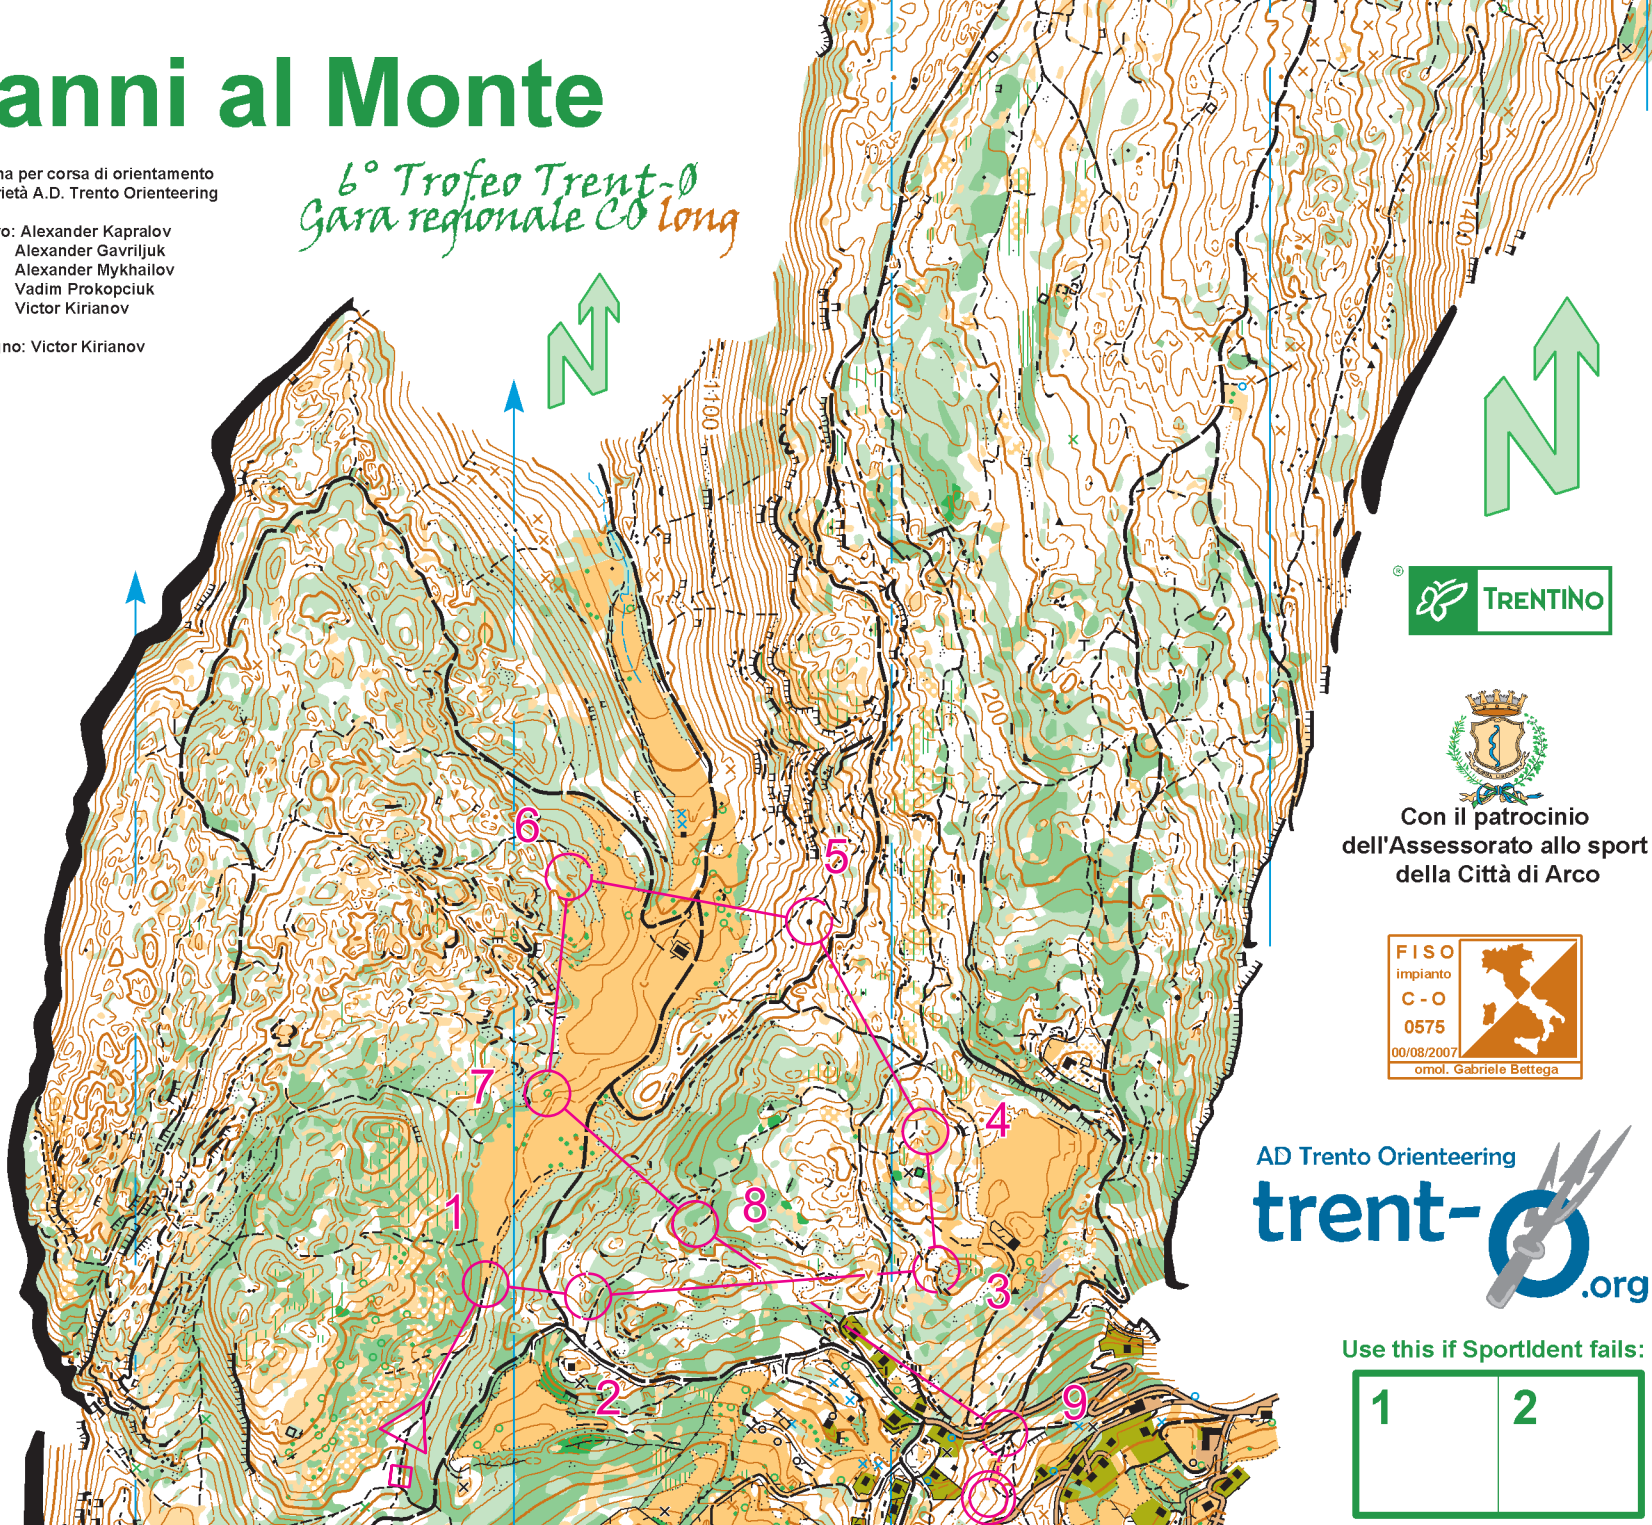 anni al Monte
6° Trofeo Trent-Ø
Gara regionale CO long
na per corsa di orientamento
rietà A.D. Trento Orienteering
vo: Alexander Kapralov
Alexander Gavriljuk
Alexander Mykhailov
Vadim Prokopciuk
Victor Kirianov
gno: Victor Kirianov
N
N
1400
1100
1200
® TRENTINO
Con il patrocinio
dell'Assessorato allo sport
della Città di Arco
FISO
impianto
C - O
0575
00/08/2007
omol. Gabriele Bettega
AD Trento Orienteering
trent-O.org
Use this if SportIdent fails:
1 2
6
5
7
4
1
8
3
2
9